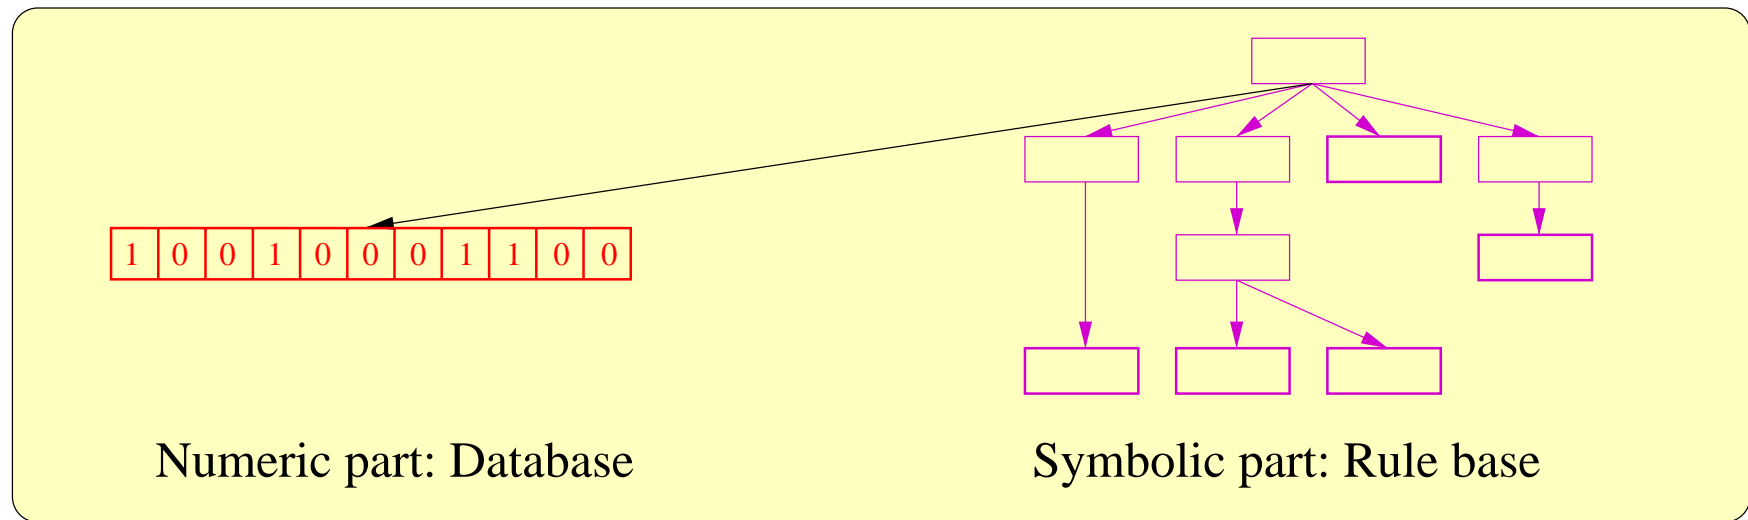 1 0 0 1 0 0 0 1 1 0 0
Numeric part: Database
Symbolic part: Rule base